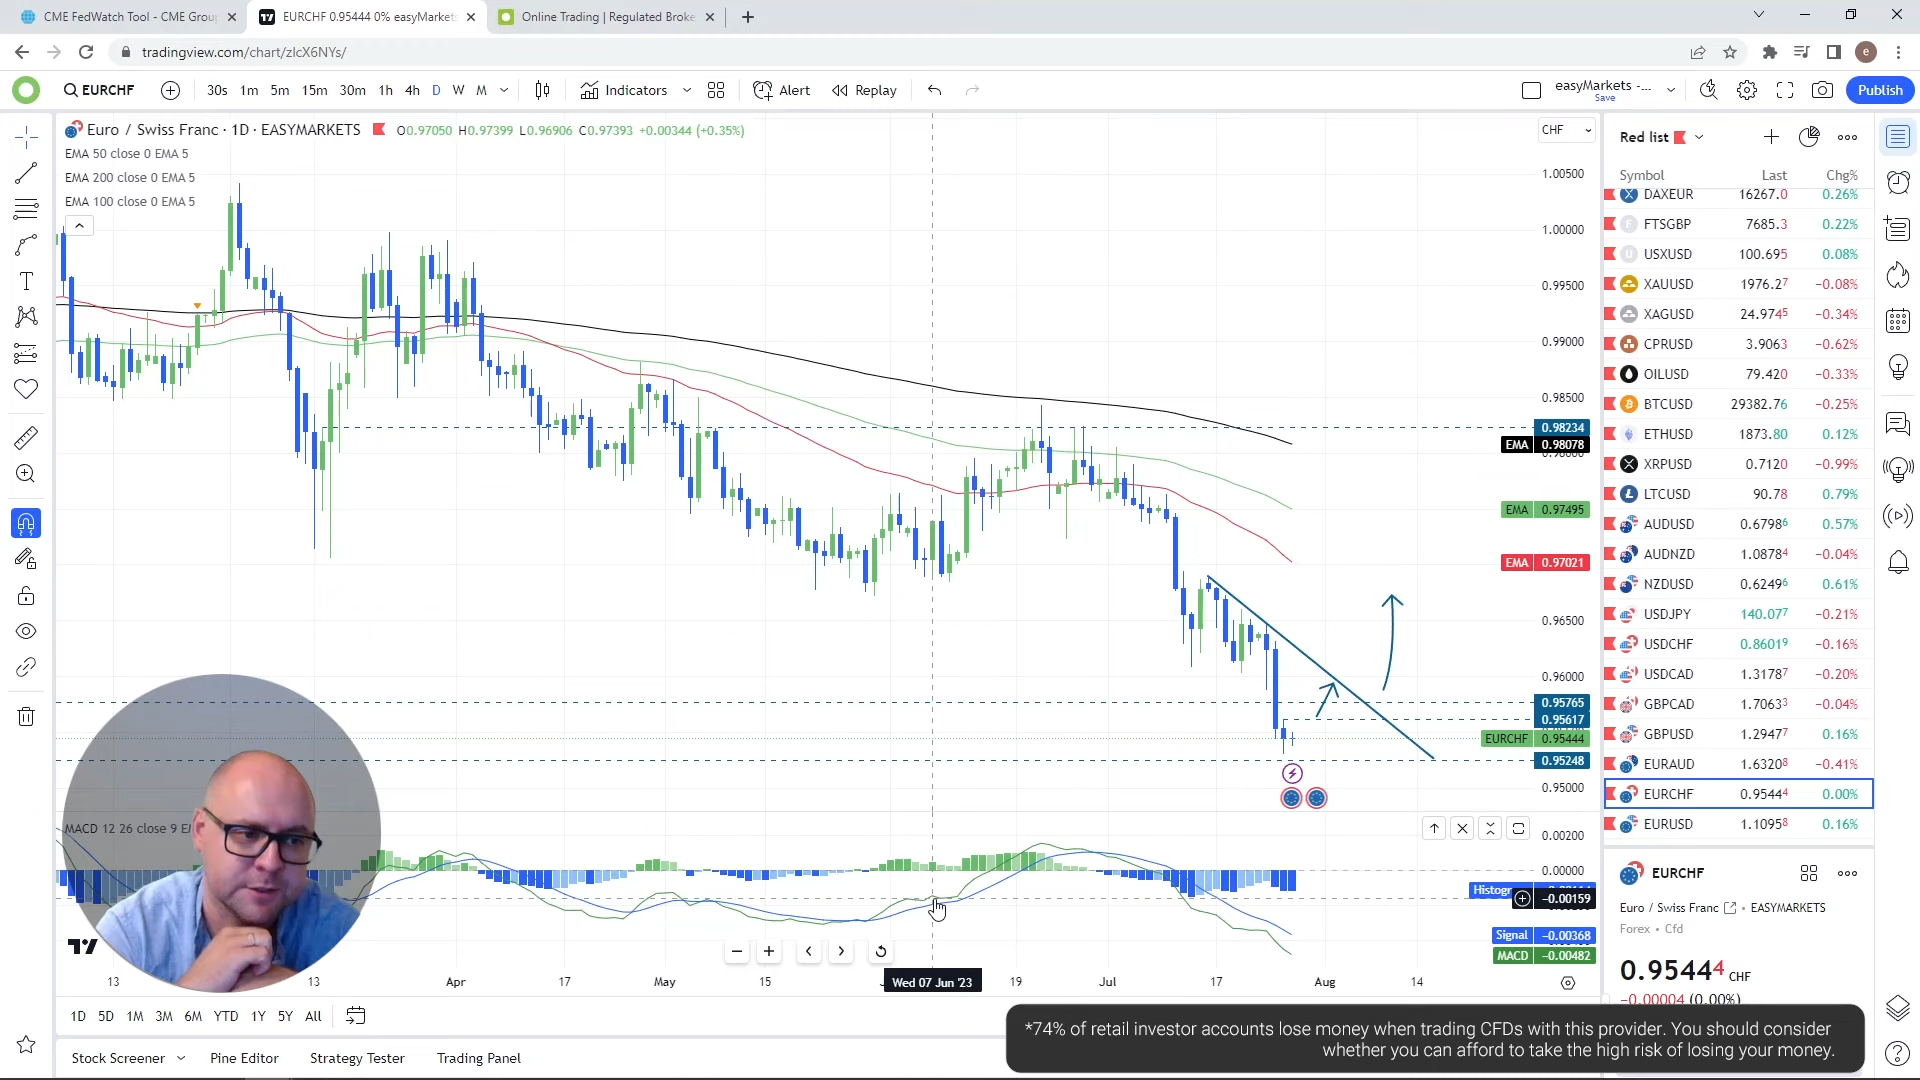 CME FedWatch Tool - CME Grou
EURCHF 0.95444 0% easyMarkets
Online Trading | Regulated Broke
tradingview.com/chart/zIcX6NYs/
e
EURCHF
30s 1m 5m 15m 30m 1h 4h D W M
Indicators
Alert
Replay
easyMarkets -...
Save
Publish
Euro / Swiss Franc · 1D · EASYMARKETS
O0.97050 H0.97399 L0.96906 C0.97393 +0.00344 (+0.35%)
EMA 50 close 0 EMA 5
EMA 200 close 0 EMA 5
EMA 100 close 0 EMA 5
CHF
1.00500
1.00000
0.99500
0.99000
0.98500
0.98234
EMA 0.98078
0.98000
EMA 0.97495
EMA 0.97021
0.96500
0.96000
0.95765
0.95617
EURCHF 0.95444
0.95248
0.95000
MACD 12 26 close 9 E
0.00200
0.00000
Histogr
−0.00159
Signal −0.00368
MACD −0.00482
13 13 Apr 17 May 15 Wed 07 Jun '23 19 Jul 17 Aug 14
1D 5D 1M 3M 6M YTD 1Y 5Y All
Stock Screener Pine Editor Strategy Tester Trading Panel
Red list
Symbol Last Chg%
DAXEUR 16267.0 0.26%
FTSGBP 7685.3 0.22%
USXUSD 100.695 0.08%
XAUUSD 1976.27 −0.08%
XAGUSD 24.9745 −0.34%
CPRUSD 3.9063 −0.62%
OILUSD 79.420 −0.33%
BTCUSD 29382.76 −0.25%
ETHUSD 1873.80 0.12%
XRPUSD 0.7120 −0.99%
LTCUSD 90.78 0.79%
AUDUSD 0.67986 0.57%
AUDNZD 1.08784 −0.04%
NZDUSD 0.62496 0.61%
USDJPY 140.077 −0.21%
USDCHF 0.86019 −0.16%
USDCAD 1.31787 −0.20%
GBPCAD 1.70633 −0.04%
GBPUSD 1.29477 0.16%
EURAUD 1.63208 −0.41%
EURCHF 0.95444 0.00%
EURUSD 1.10958 0.16%
EURCHF
Euro / Swiss Franc • EASYMARKETS
Forex • Cfd
0.95444 CHF
−0.00004 (0.00%)
*74% of retail investor accounts lose money when trading CFDs with this provider. You should consider
whether you can afford to take the high risk of losing your money.